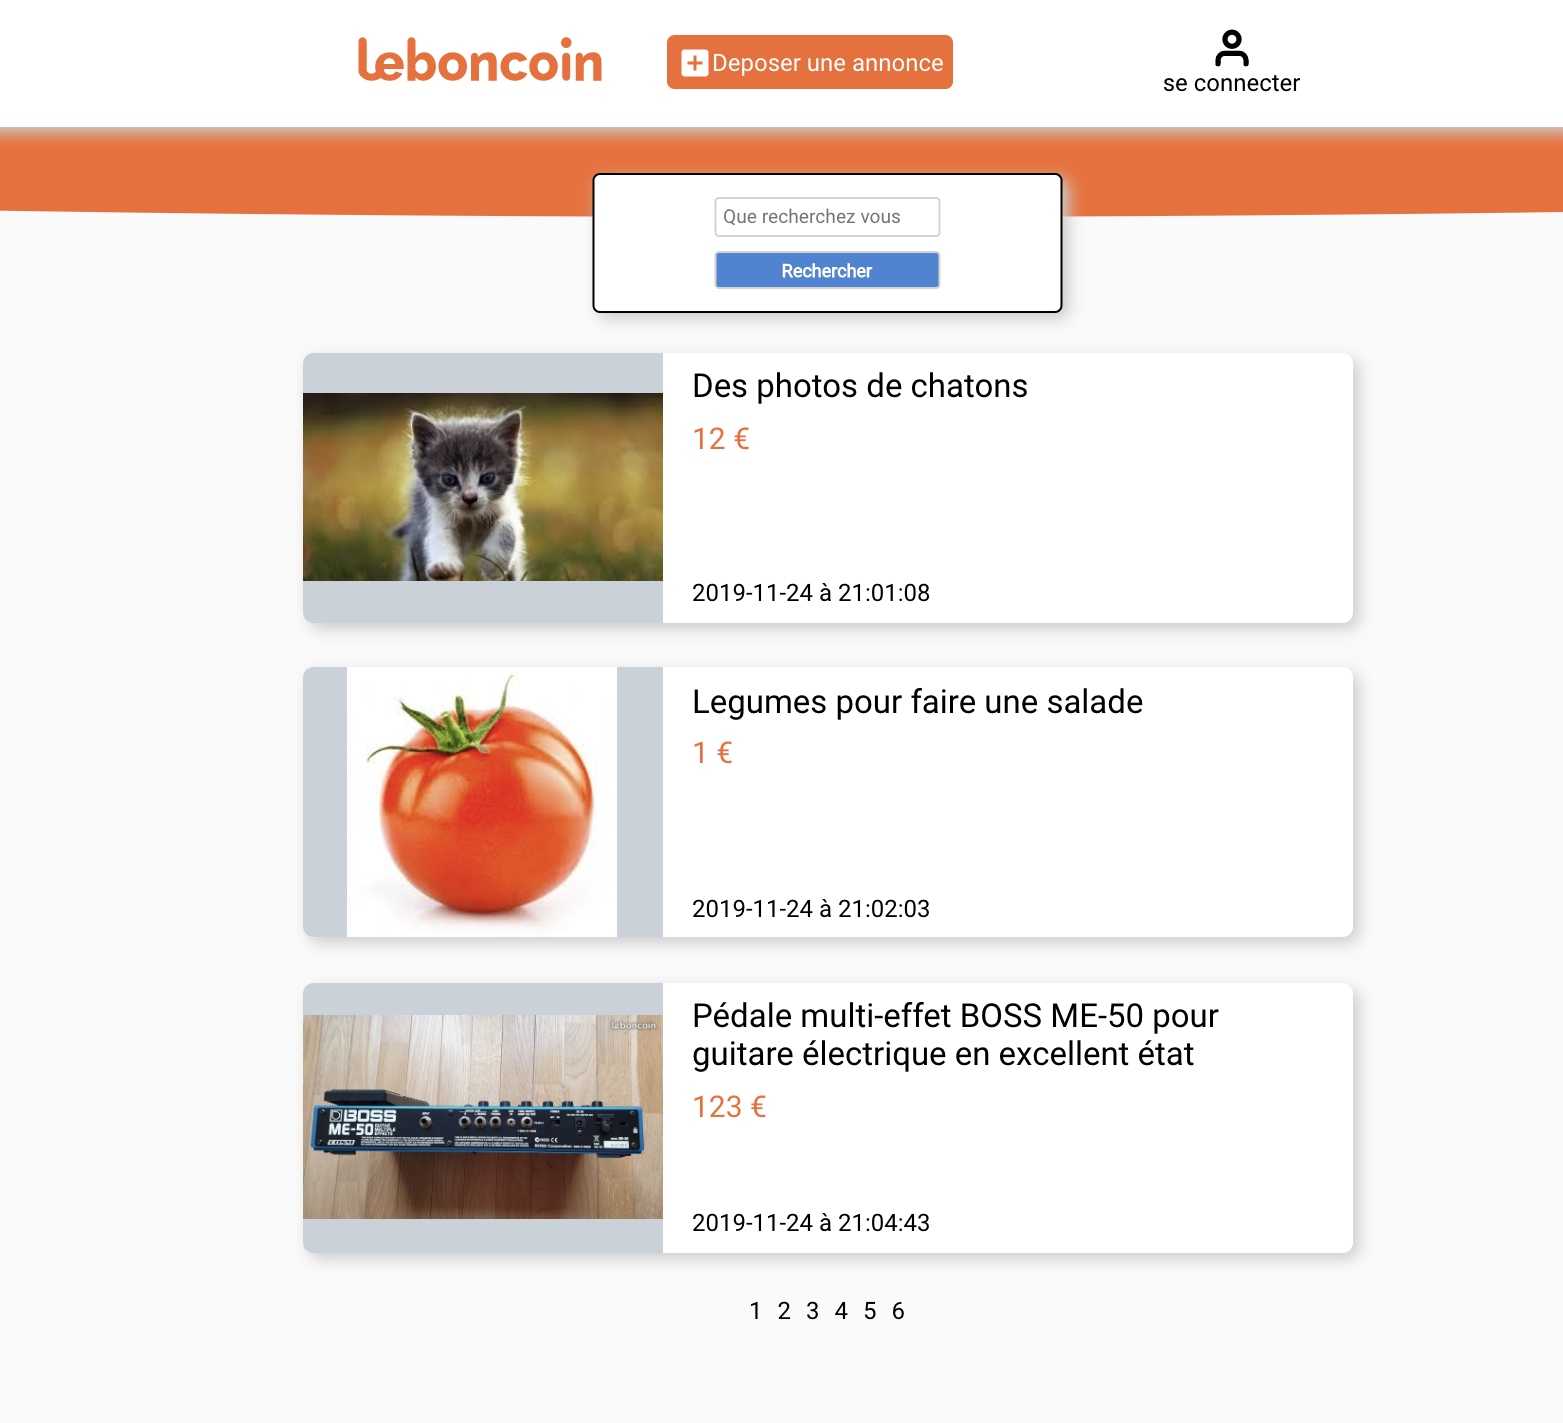 leboncoin
Deposer une annonce
se connecter
Que recherchez vous
Rechercher
Des photos de chatons
12 €
2019-11-24 à 21:01:08
Legumes pour faire une salade
1 €
2019-11-24 à 21:02:03
leboncoin
BOSS
ME-50
COSM
Pédale multi-effet BOSS ME-50 pour
guitare électrique en excellent état
123 €
2019-11-24 à 21:04:43
1 2 3 4 5 6